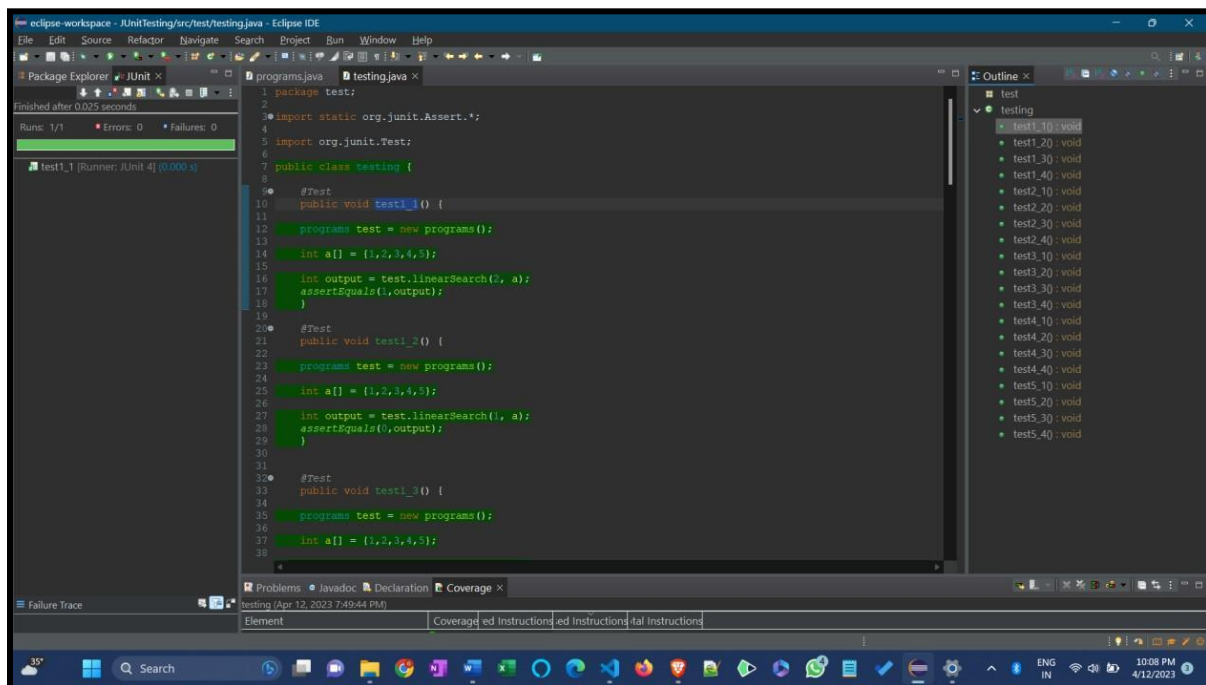 eclipse-workspace - JUnitTesting/src/test/testing.java - Eclipse IDE
File Edit Source Refactor Navigate Search Project Run Window Help
Package Explorer JUnit
Finished after 0.025 seconds
Runs: 1/1 Errors: 0 Failures: 0
test1_1 [Runner: JUnit 4] (0.000 s)
Failure Trace
programs.java testing.java
1 package test;
2
3 import static org.junit.Assert.*;
4
5 import org.junit.Test;
6
7 public class testing {
8
9 @Test
10 public void test1_1() {
11
12 programs test = new programs();
13
14 int a[] = {1,2,3,4,5};
15
16 int output = test.linearSearch(2, a);
17 assertEquals(1,output);
18 }
19
20 @Test
21 public void test1_2() {
22
23 programs test = new programs();
24
25 int a[] = {1,2,3,4,5};
26
27 int output = test.linearSearch(1, a);
28 assertEquals(0,output);
29 }
30
31
32 @Test
33 public void test1_3() {
34
35 programs test = new programs();
36
37 int a[] = {1,2,3,4,5};
38
Problems Javadoc Declaration Coverage
testing (Apr 12, 2023 7:49:44 PM)
Element Coverage ed Instructions ed Instructions tal Instructions
Outline
test
testing
test1_1() : void
test1_2() : void
test1_3() : void
test1_4() : void
test2_1() : void
test2_2() : void
test2_3() : void
test2_4() : void
test3_1() : void
test3_2() : void
test3_3() : void
test3_4() : void
test4_1() : void
test4_2() : void
test4_3() : void
test4_4() : void
test5_1() : void
test5_2() : void
test5_3() : void
test5_4() : void
35°
Search
ENG
IN
10:08 PM
4/12/2023
3